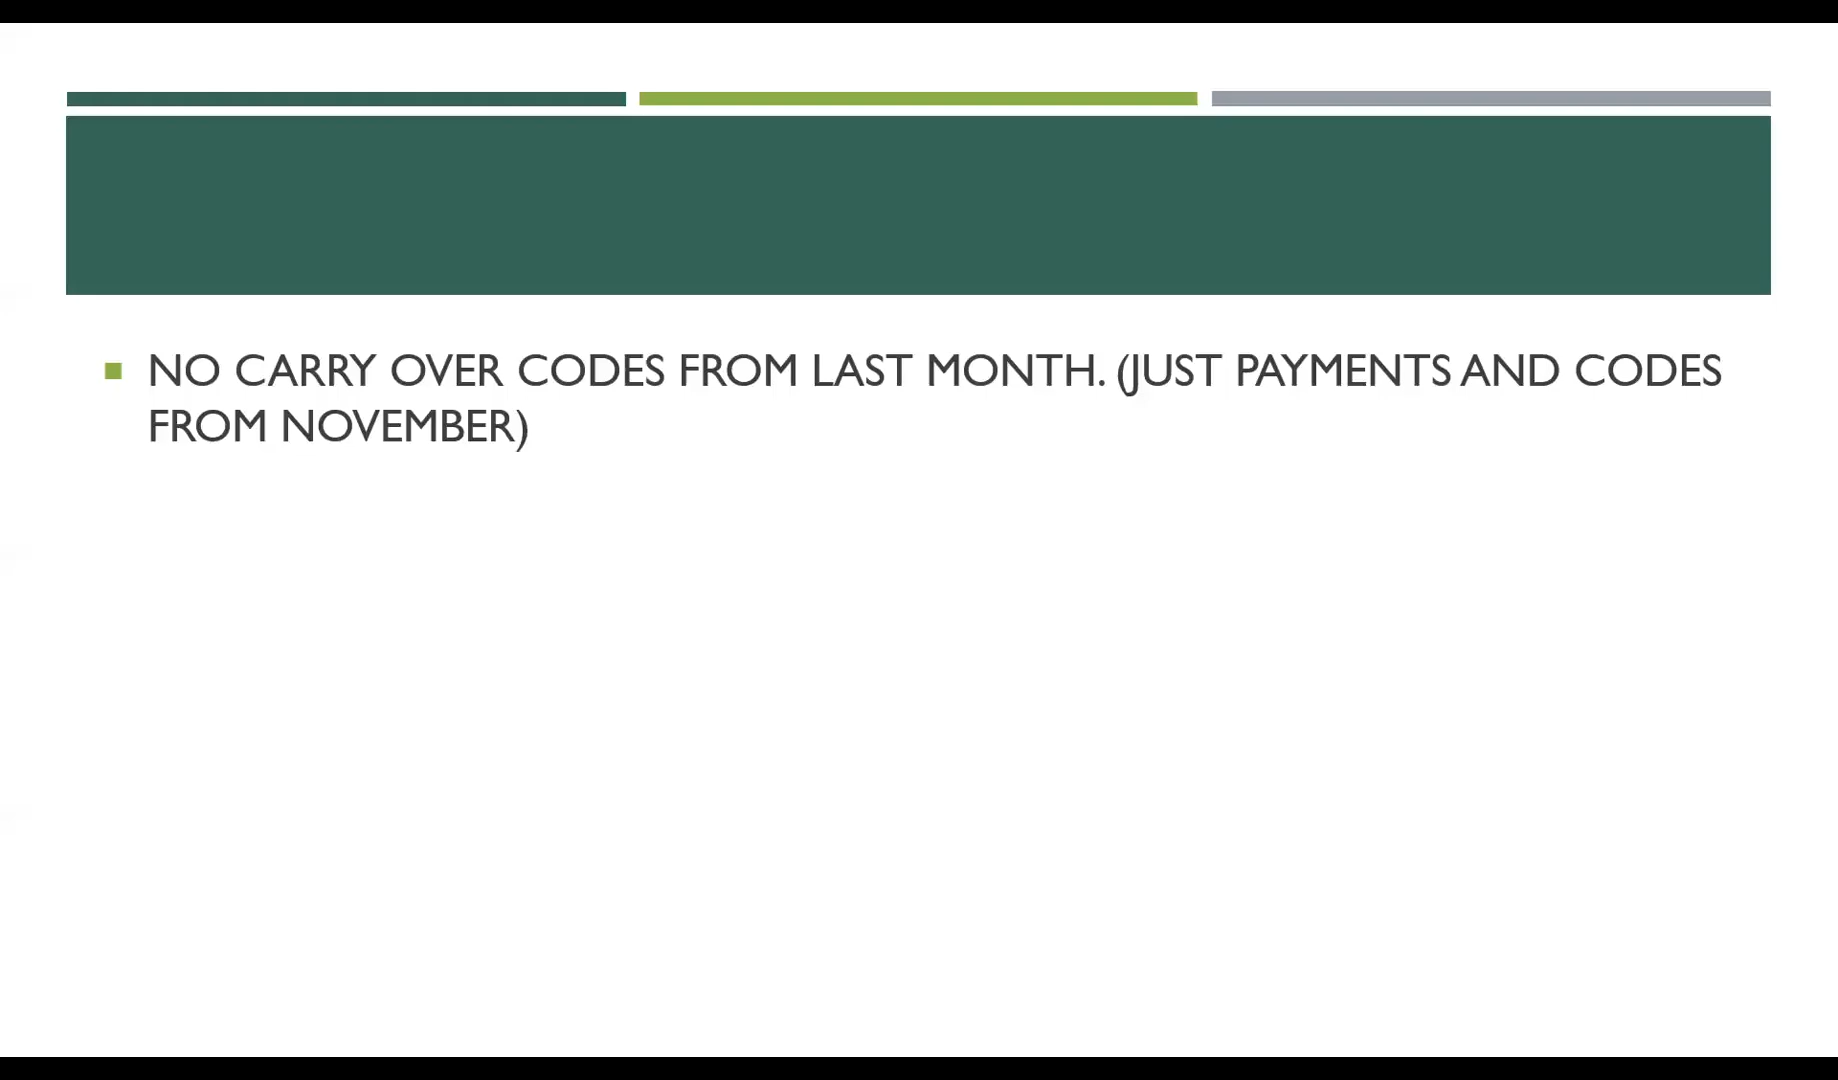 NO CARRY OVER CODES FROM LAST MONTH. (JUST PAYMENTS AND CODES
FROM NOVEMBER)